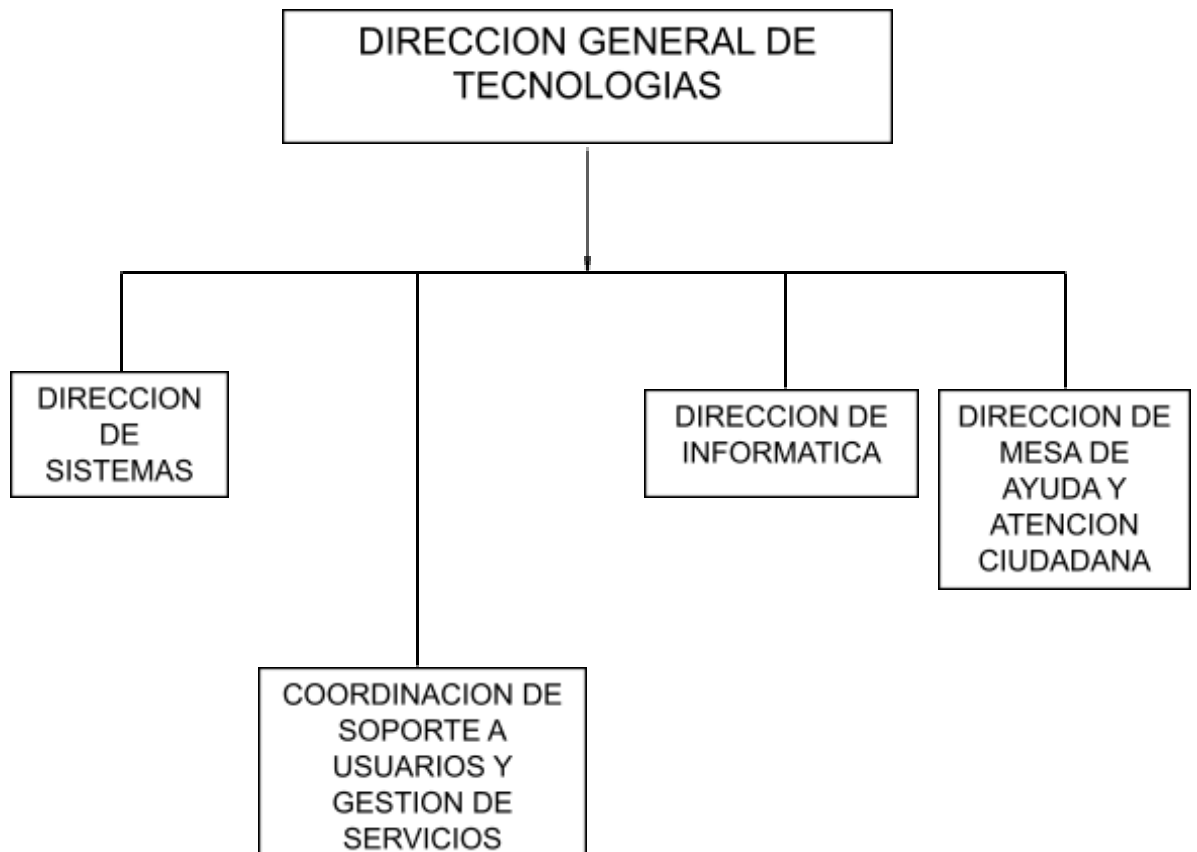 DIRECCION GENERAL DE
TECNOLOGIAS
DIRECCION
DE
SISTEMAS
DIRECCION DE
INFORMATICA
DIRECCION DE
MESA DE
AYUDA Y
ATENCION
CIUDADANA
COORDINACION DE
SOPORTE A
USUARIOS Y
GESTION DE
SERVICIOS